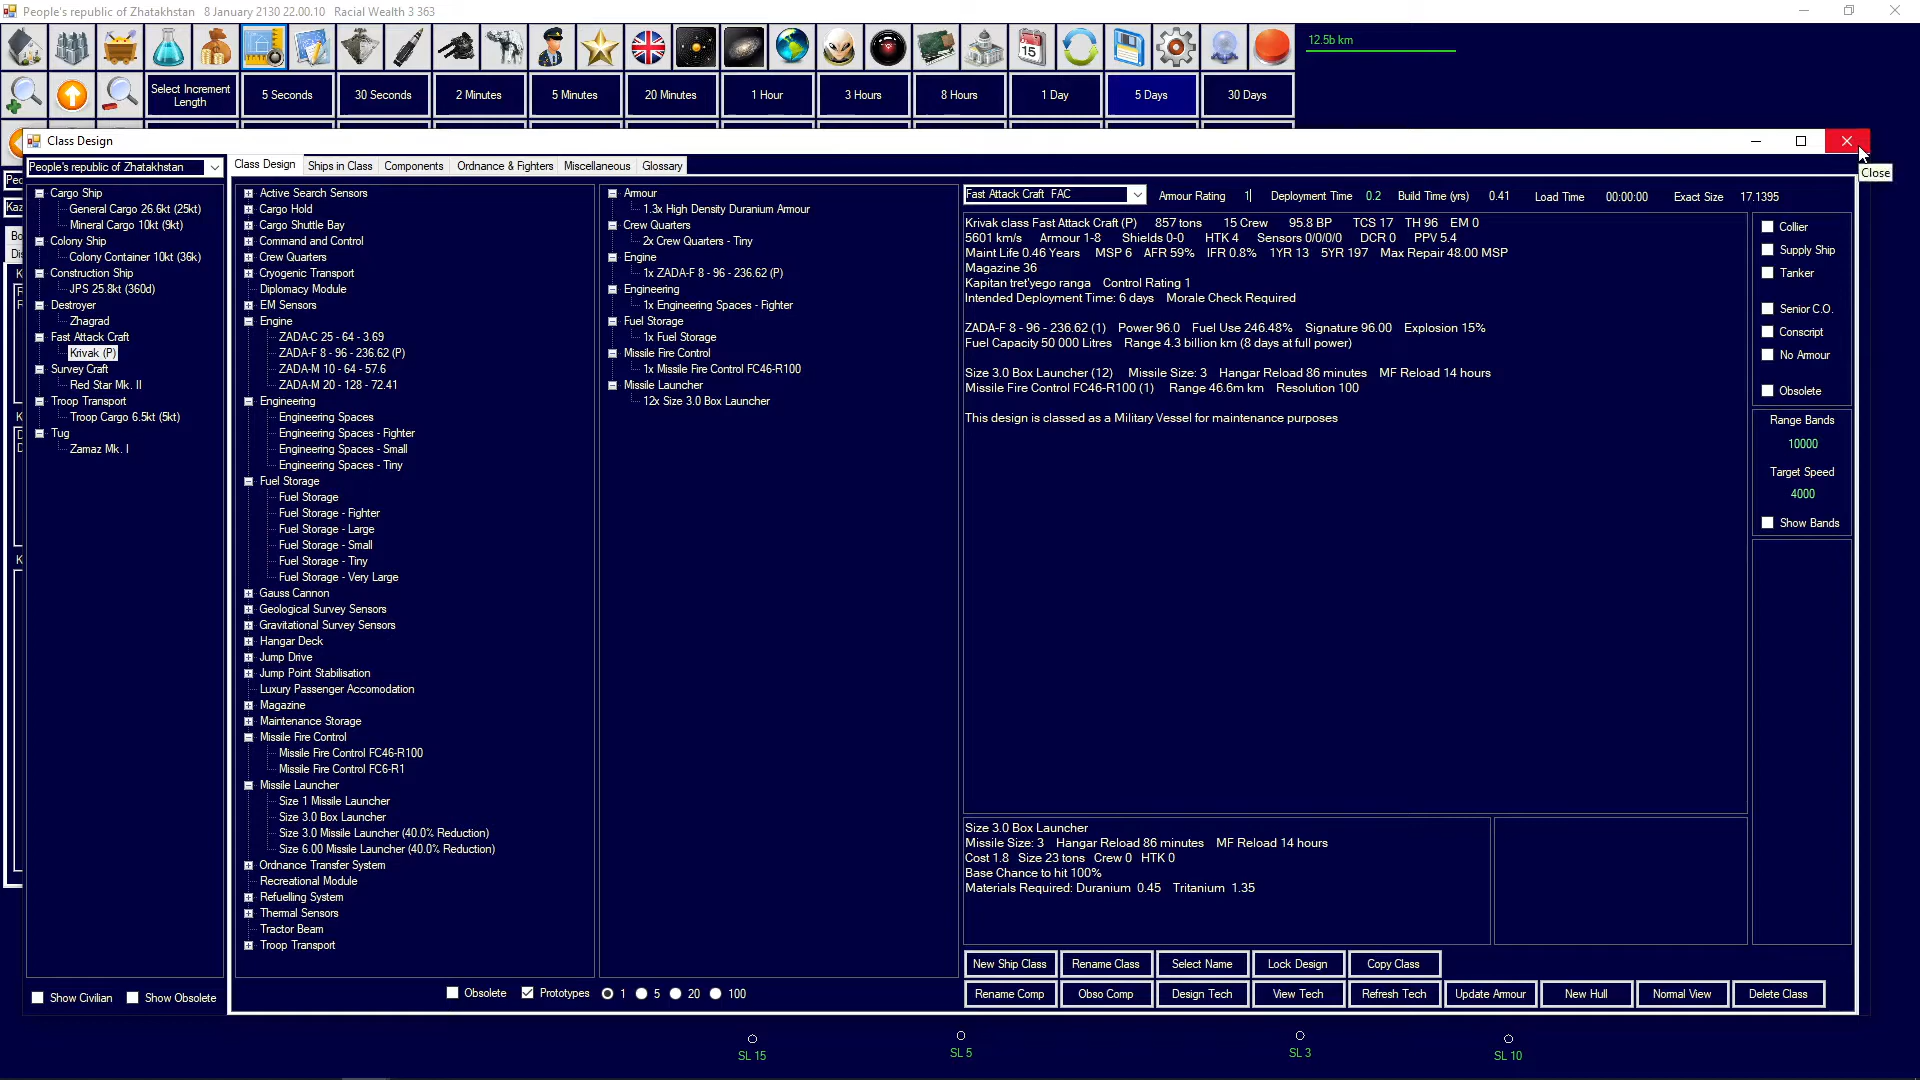 People's republic of Zhatakhstan   8 January 2130 22.00.10   Racial Wealth 3 363
12.5b km
Select Increment Length
5 Seconds
30 Seconds
2 Minutes
5 Minutes
20 Minutes
1 Hour
3 Hours
8 Hours
1 Day
5 Days
30 Days
Class Design
Close
People's republic of Zhatakhstan
Class Design   Ships in Class   Components   Ordnance & Fighters   Miscellaneous   Glossary
Cargo Ship
General Cargo 26.6kt (25kt)
Mineral Cargo 10kt (9kt)
Colony Ship
Colony Container 10kt (36k)
Construction Ship
JPS 25.8kt (360d)
Destroyer
Zhagrad
Fast Attack Craft
Krivak (P)
Survey Craft
Red Star Mk. II
Troop Transport
Troop Cargo 6.5kt (5kt)
Tug
Zamaz Mk. I
Show Civilian
Show Obsolete
Active Search Sensors
Cargo Hold
Cargo Shuttle Bay
Command and Control
Crew Quarters
Cryogenic Transport
Diplomacy Module
EM Sensors
Engine
ZADA-C 25 - 64 - 3.69
ZADA-F 8 - 96 - 236.62 (P)
ZADA-M 10 - 64 - 57.6
ZADA-M 20 - 128 - 72.41
Engineering
Engineering Spaces
Engineering Spaces - Fighter
Engineering Spaces - Small
Engineering Spaces - Tiny
Fuel Storage
Fuel Storage
Fuel Storage - Fighter
Fuel Storage - Large
Fuel Storage - Small
Fuel Storage - Tiny
Fuel Storage - Very Large
Gauss Cannon
Geological Survey Sensors
Gravitational Survey Sensors
Hangar Deck
Jump Drive
Jump Point Stabilisation
Luxury Passenger Accomodation
Magazine
Maintenance Storage
Missile Fire Control
Missile Fire Control FC46-R100
Missile Fire Control FC6-R1
Missile Launcher
Size 1 Missile Launcher
Size 3.0 Box Launcher
Size 3.0 Missile Launcher (40.0% Reduction)
Size 6.00 Missile Launcher (40.0% Reduction)
Ordnance Transfer System
Recreational Module
Refuelling System
Thermal Sensors
Tractor Beam
Troop Transport
Obsolete
Prototypes
1
5
20
100
Armour
1.3x High Density Duranium Armour
Crew Quarters
2x Crew Quarters - Tiny
Engine
1x ZADA-F 8 - 96 - 236.62 (P)
Engineering
1x Engineering Spaces - Fighter
Fuel Storage
1x Fuel Storage
Missile Fire Control
1x Missile Fire Control FC46-R100
Missile Launcher
12x Size 3.0 Box Launcher
Fast Attack Craft  FAC   Armour Rating   1   Deployment Time   0.2   Build Time (yrs)   0.41   Load Time   00:00:00   Exact Size   17.1395
Krivak class Fast Attack Craft (P)      857 tons      15 Crew      95.8 BP      TCS 17    TH 96    EM 0
5601 km/s      Armour 1-8      Shields 0-0      HTK 4      Sensors 0/0/0/0      DCR 0    PPV 5.4
Maint Life 0.46 Years      MSP 6    AFR 59%    IFR 0.8%    1YR 13    5YR 197    Max Repair 48.00 MSP
Magazine 36
Kapitan tret'yego ranga    Control Rating 1
Intended Deployment Time: 6 days    Morale Check Required
ZADA-F 8 - 96 - 236.62 (1)    Power 96.0    Fuel Use 246.48%    Signature 96.00    Explosion 15%
Fuel Capacity 50 000 Litres    Range 4.3 billion km (8 days at full power)
Size 3.0 Box Launcher (12)     Missile Size: 3    Hangar Reload 86 minutes    MF Reload 14 hours
Missile Fire Control FC46-R100 (1)     Range 46.6m km    Resolution 100
This design is classed as a Military Vessel for maintenance purposes
Collier
Supply Ship
Tanker
Senior C.O.
Conscript
No Armour
Obsolete
Range Bands
10000
Target Speed
4000
Show Bands
Size 3.0 Box Launcher
Missile Size: 3    Hangar Reload 86 minutes    MF Reload 14 hours
Cost 1.8   Size 23 tons   Crew 0   HTK 0
Base Chance to hit 100%
Materials Required: Duranium  0.45    Tritanium  1.35
New Ship Class
Rename Class
Select Name
Lock Design
Copy Class
Rename Comp
Obso Comp
Design Tech
View Tech
Refresh Tech
Update Armour
New Hull
Normal View
Delete Class
SL 15
SL 5
SL 3
SL 10